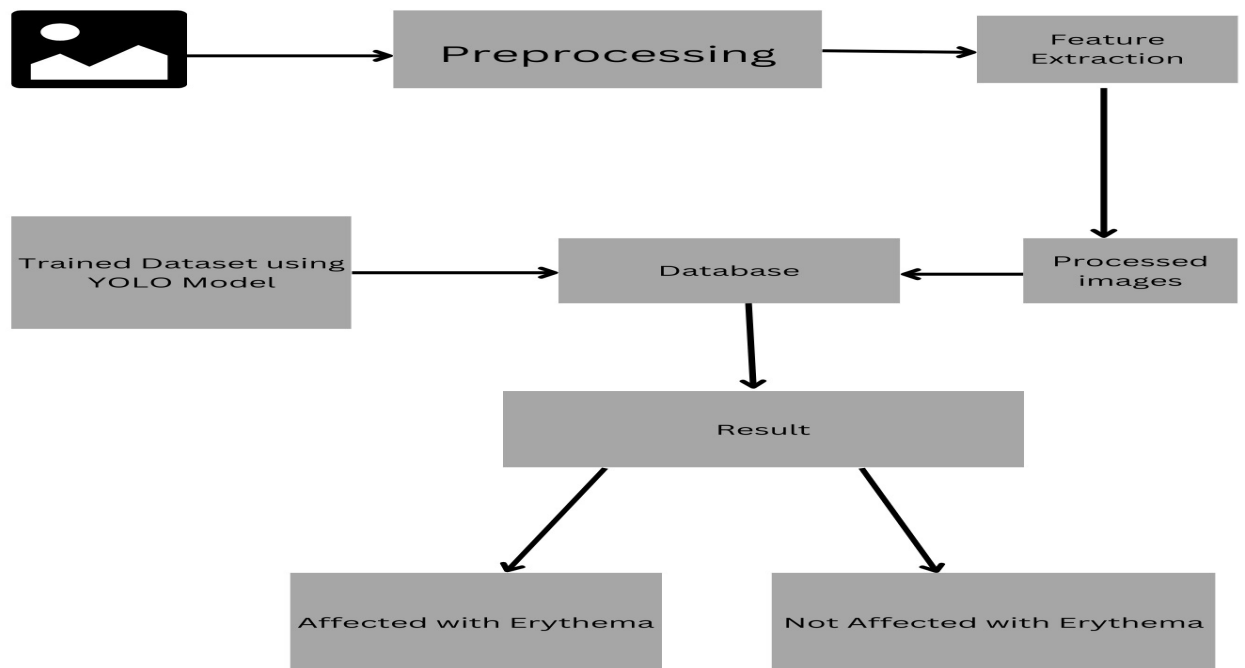 Preprocessing
Feature
Extraction
Trained Dataset using
YOLO Model
Database
Processed
images
Result
Affected with Erythema
Not Affected with Erythema